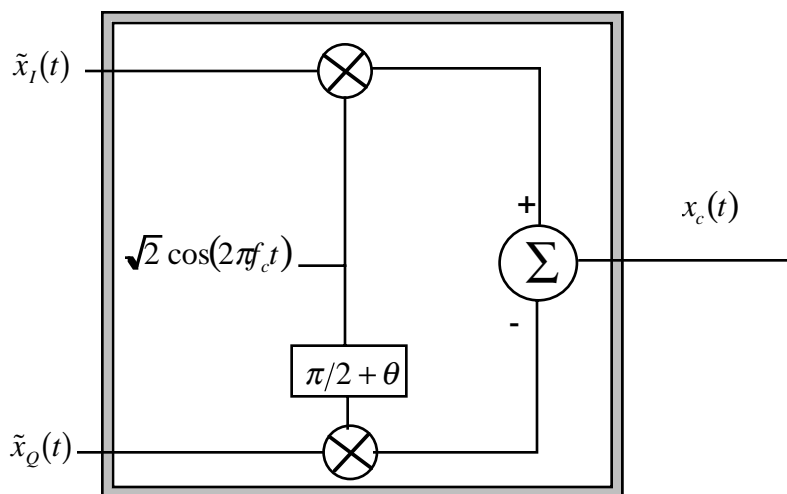 x̃_I(t)
+
x_c(t)
√2 cos(2πf_c t)
Σ
-
π/2 + θ
x̃_Q(t)